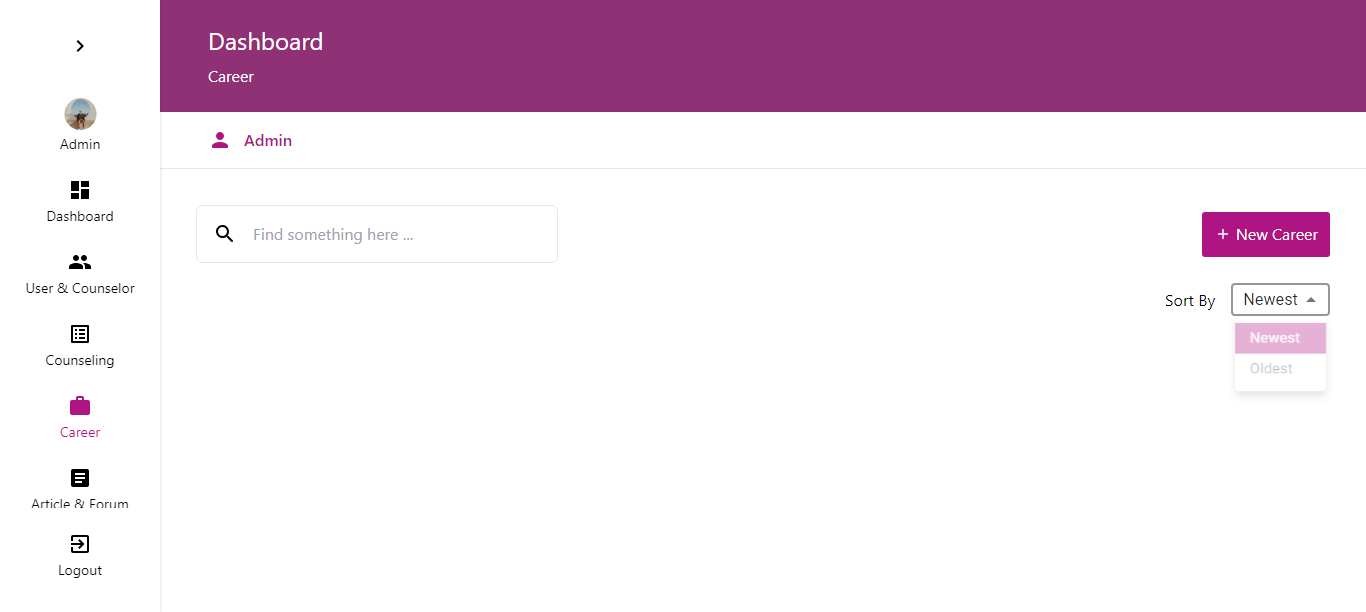 Admin
Dashboard
User & Counselor
Counseling
Career
Article & Forum
Logout
Dashboard
Career
Admin
Find something here ...
+ New Career
Sort By
Newest
Newest
Oldest